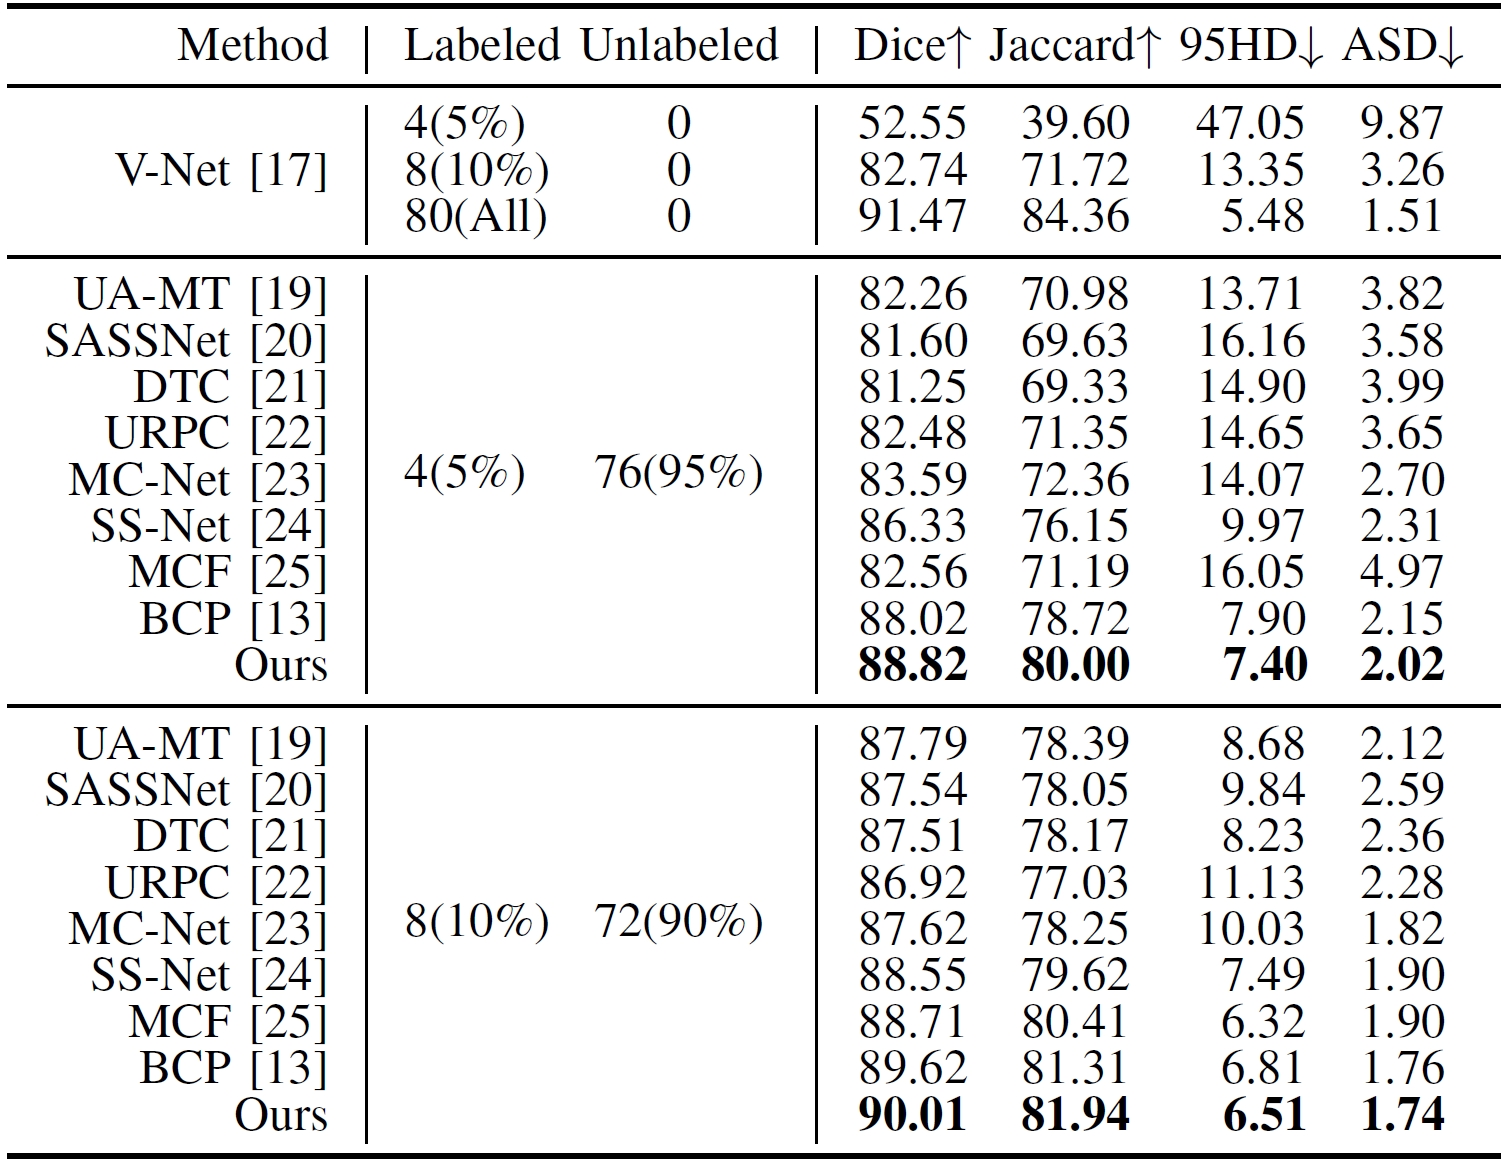 Method Labeled Unlabeled Dice↑ Jaccard↑ 95HD↓ ASD↓
4(5%) 0 52.55 39.60 47.05 9.87
V-Net [17] 8(10%) 0 82.74 71.72 13.35 3.26
80(All) 0 91.47 84.36 5.48 1.51
UA-MT [19] 82.26 70.98 13.71 3.82
SASSNet [20] 81.60 69.63 16.16 3.58
DTC [21] 81.25 69.33 14.90 3.99
URPC [22] 82.48 71.35 14.65 3.65
MC-Net [23] 4(5%) 76(95%) 83.59 72.36 14.07 2.70
SS-Net [24] 86.33 76.15 9.97 2.31
MCF [25] 82.56 71.19 16.05 4.97
BCP [13] 88.02 78.72 7.90 2.15
Ours 88.82 80.00 7.40 2.02
UA-MT [19] 87.79 78.39 8.68 2.12
SASSNet [20] 87.54 78.05 9.84 2.59
DTC [21] 87.51 78.17 8.23 2.36
URPC [22] 86.92 77.03 11.13 2.28
MC-Net [23] 8(10%) 72(90%) 87.62 78.25 10.03 1.82
SS-Net [24] 88.55 79.62 7.49 1.90
MCF [25] 88.71 80.41 6.32 1.90
BCP [13] 89.62 81.31 6.81 1.76
Ours 90.01 81.94 6.51 1.74